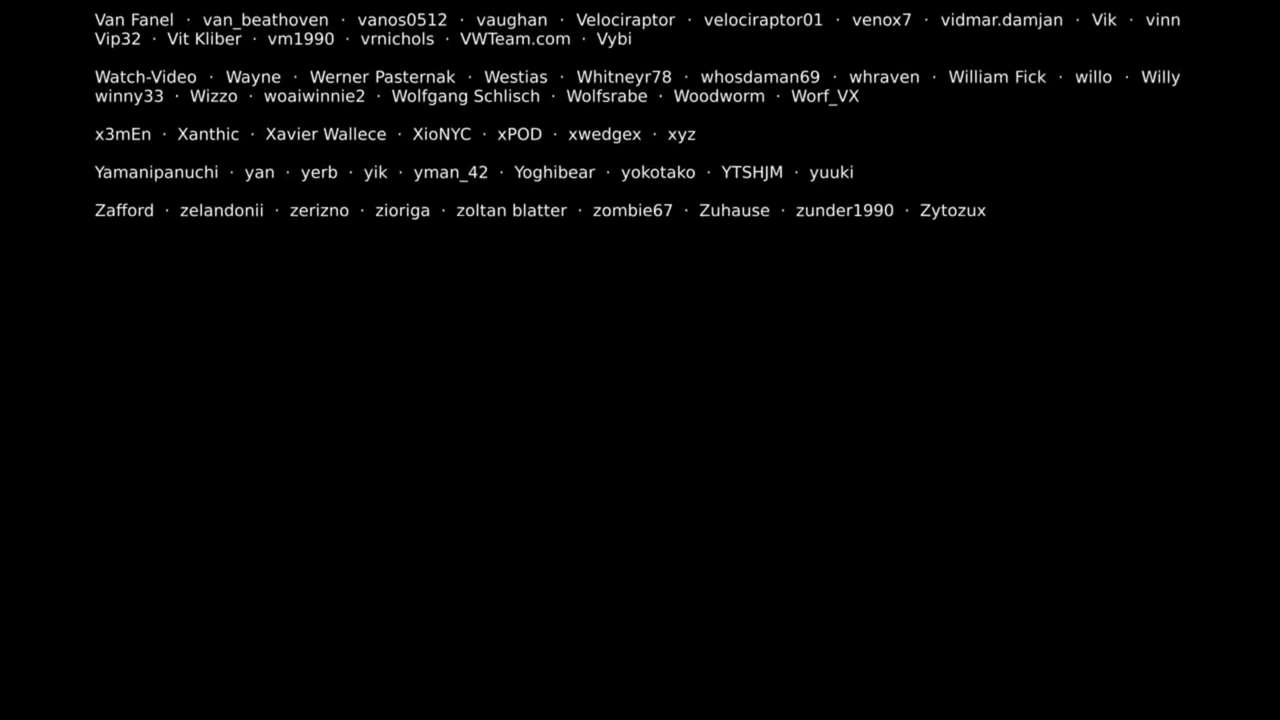 Van Fanel · van_beathoven · vanos0512 · vaughan · Velociraptor · velociraptor01 · venox7 · vidmar.damjan · Vik · vinn
Vip32 · Vit Kliber · vm1990 · vrnichols · VWTeam.com · Vybi
Watch-Video · Wayne · Werner Pasternak · Westias · Whitneyr78 · whosdaman69 · whraven · William Fick · willo · Willy
winny33 · Wizzo · woaiwinnie2 · Wolfgang Schlisch · Wolfsrabe · Woodworm · Worf_VX
x3mEn · Xanthic · Xavier Wallece · XioNYC · xPOD · xwedgex · xyz
Yamanipanuchi · yan · yerb · yik · yman_42 · Yoghibear · yokotako · YTSHJM · yuuki
Zafford · zelandonii · zerizno · zioriga · zoltan blatter · zombie67 · Zuhause · zunder1990 · Zytozux